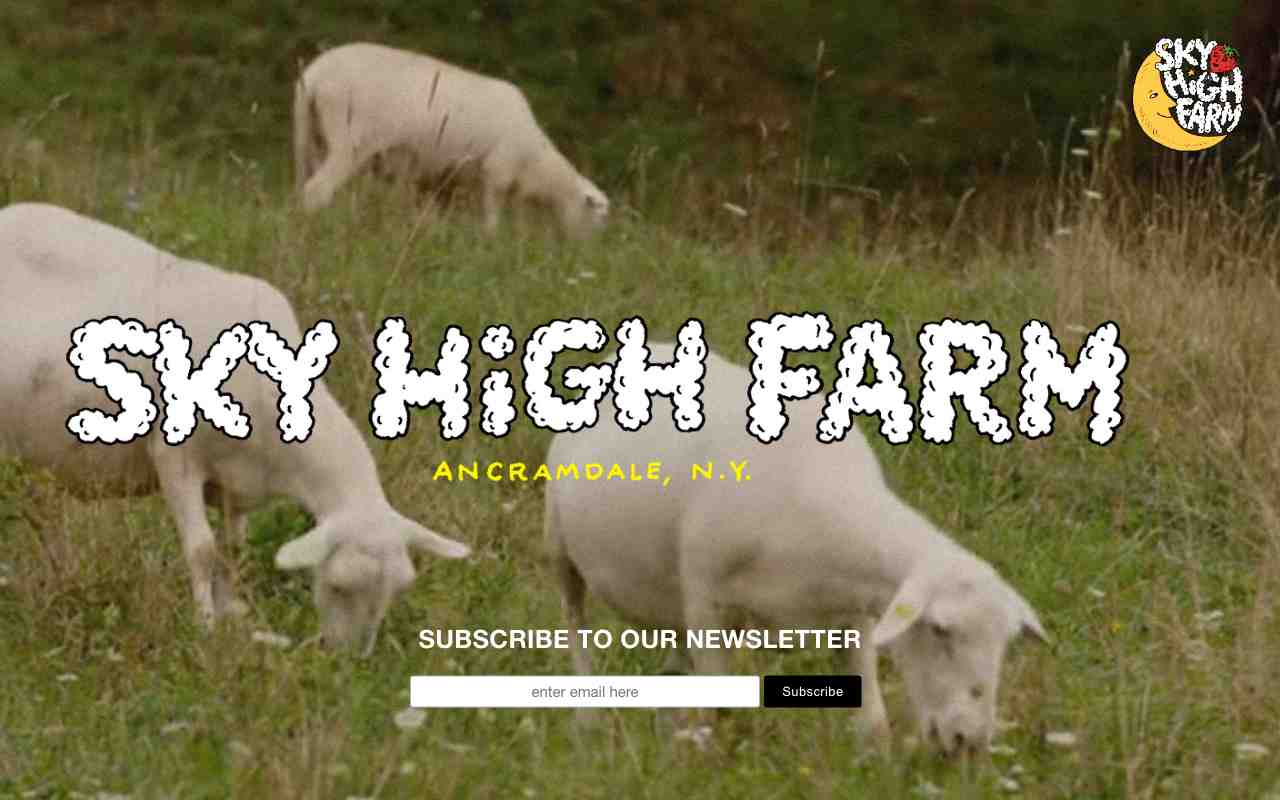 SKY
HiGH
FARM
SKY HiGH FARM
ANCRAMDALE, N.Y.
SUBSCRIBE TO OUR NEWSLETTER
enter email here Subscribe